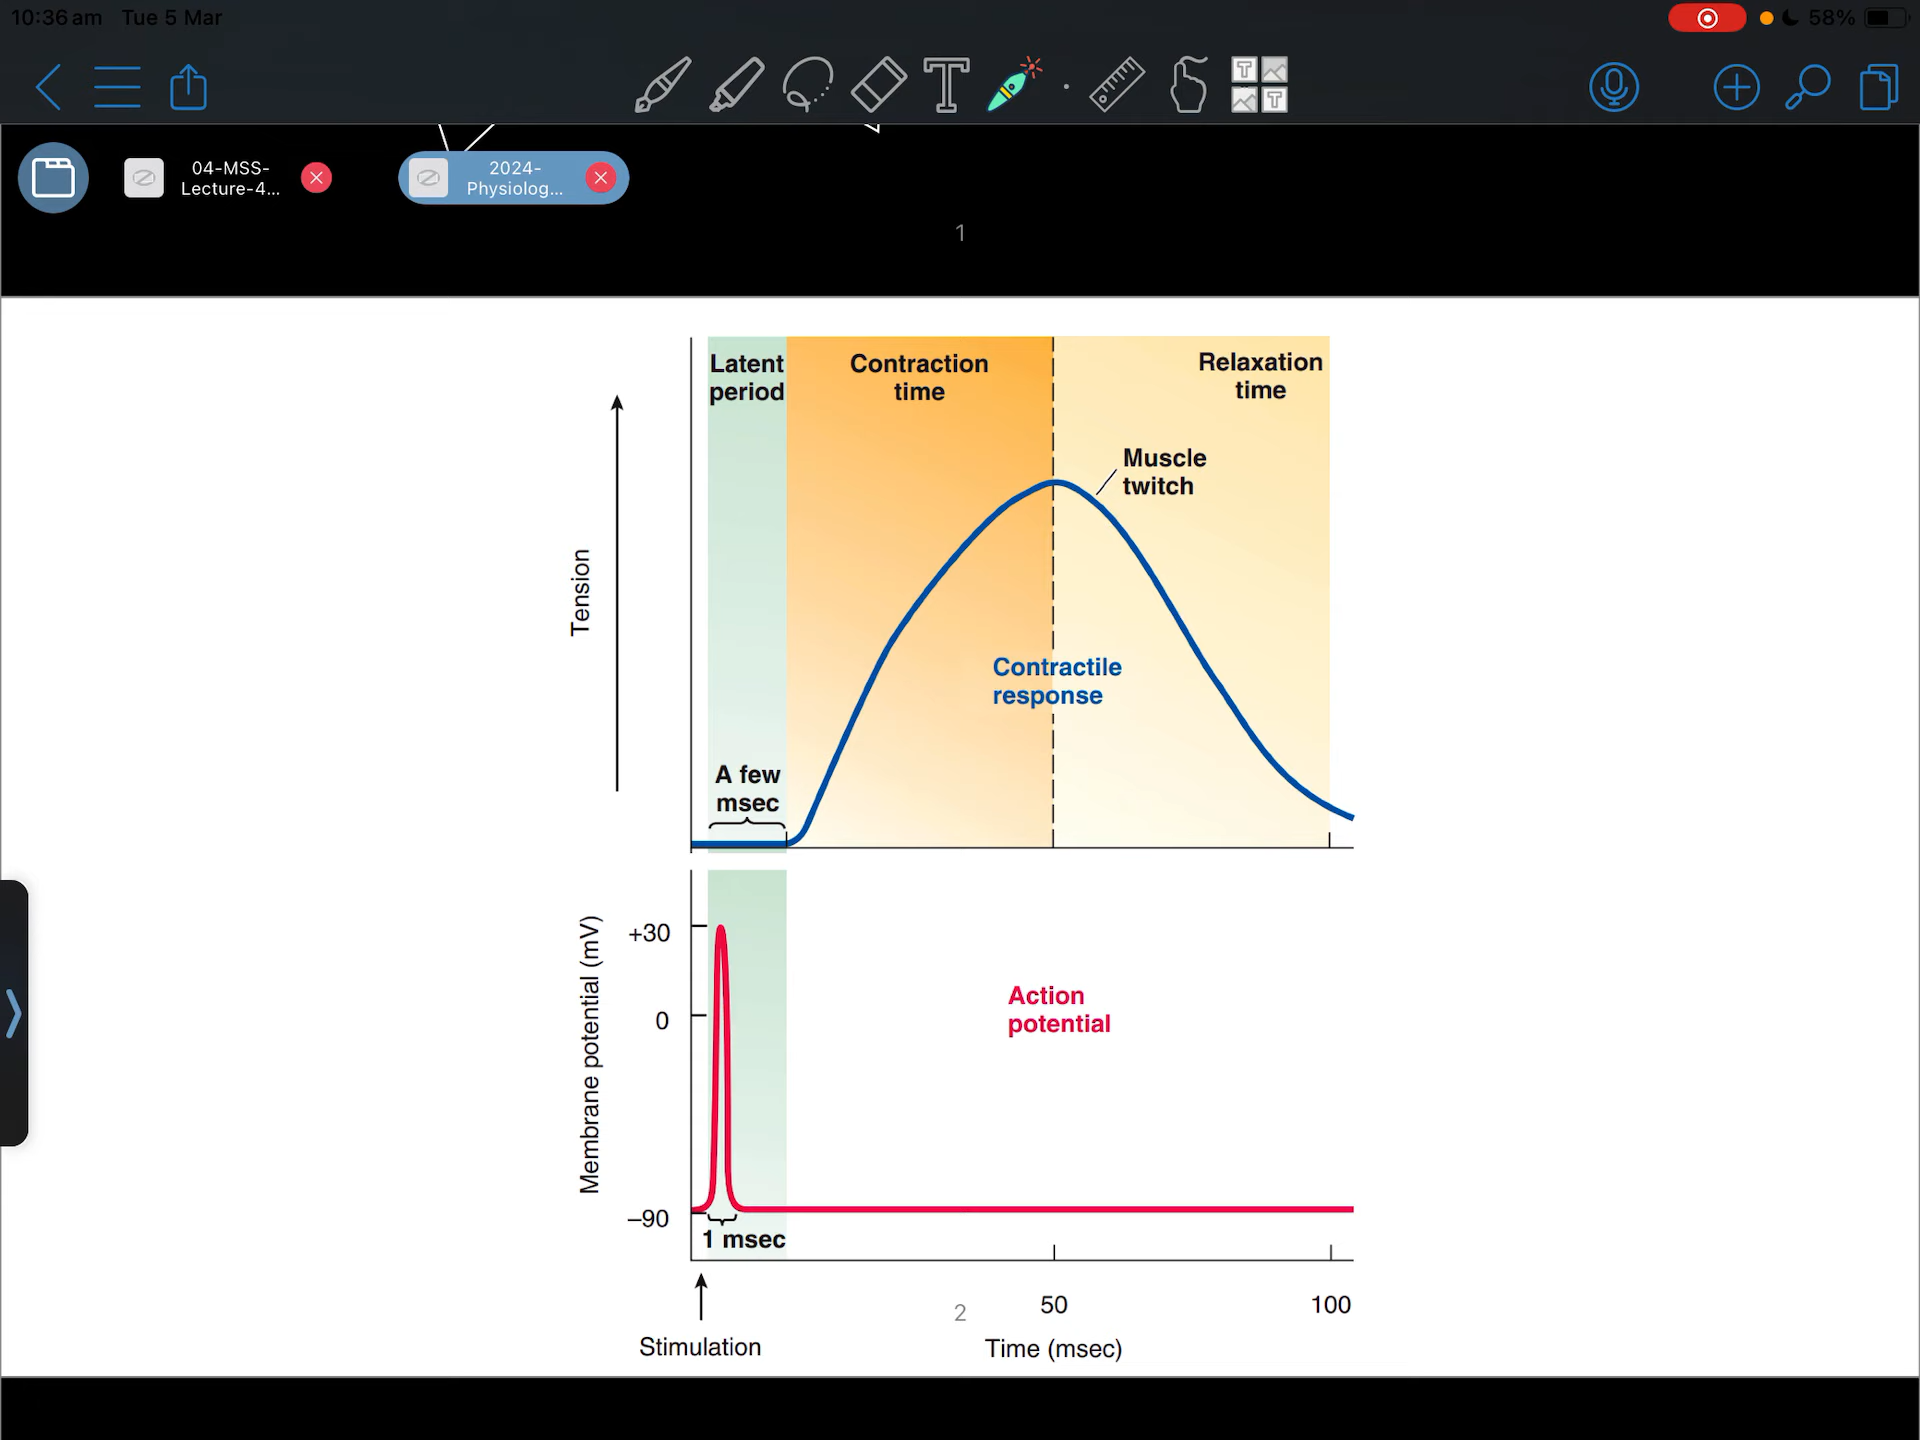 10:36 am Tue 5 Mar
58%
04-MSS-
Lecture-4...
2024-
Physiolog...
1
Latent
period
Contraction
time
Relaxation
time
Muscle
twitch
Tension
Contractile
response
A few
msec
Membrane potential (mV)
+30
0
–90
Action
potential
1 msec
2
50
100
Stimulation
Time (msec)